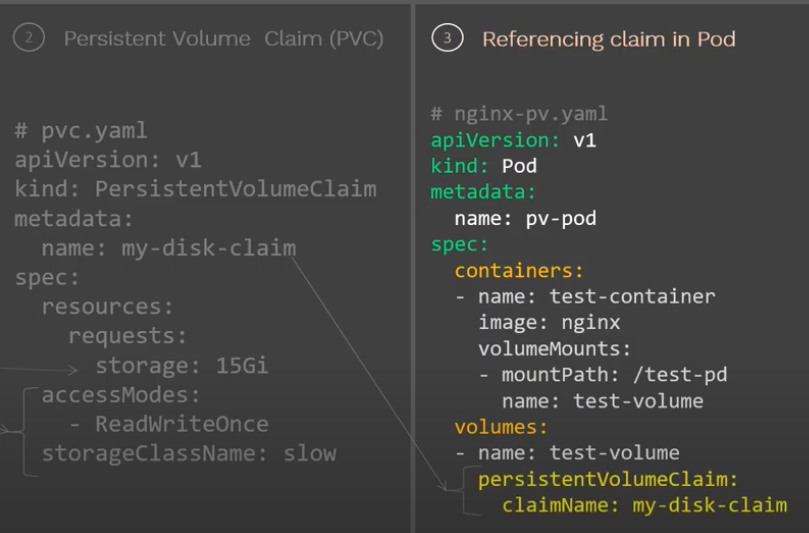 2 Persistent Volume Claim (PVC)
# pvc.yaml
apiVersion: v1
kind: PersistentVolumeClaim
metadata:
  name: my-disk-claim
spec:
  resources:
    requests:
      storage: 15Gi
  accessModes:
    - ReadWriteOnce
  storageClassName: slow
3 Referencing claim in Pod
# nginx-pv.yaml
apiVersion: v1
kind: Pod
metadata:
  name: pv-pod
spec:
  containers:
  - name: test-container
    image: nginx
    volumeMounts:
    - mountPath: /test-pd
      name: test-volume
  volumes:
  - name: test-volume
    persistentVolumeClaim:
      claimName: my-disk-claim